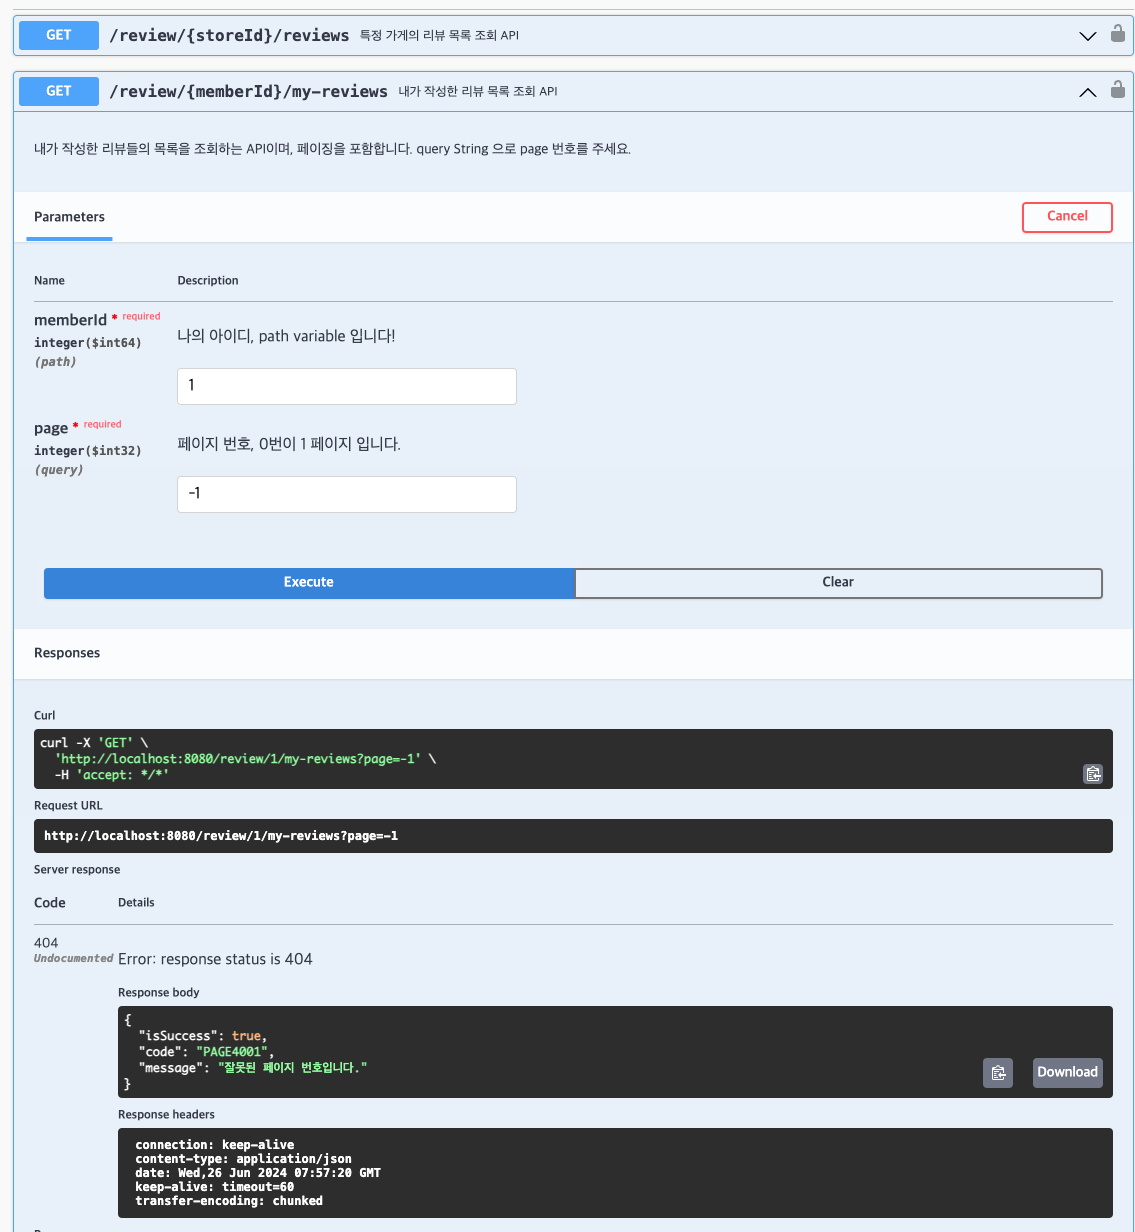 GET /review/{storeId}/reviews 특정 가게의 리뷰 목록 조회 API
GET /review/{memberId}/my-reviews 내가 작성한 리뷰 목록 조회 API
내가 작성한 리뷰들의 목록을 조회하는 API이며, 페이징을 포함합니다. query String 으로 page 번호를 주세요.
Parameters
Cancel
Name Description
memberId * required
integer($int64)
(path)
나의 아이디, path variable 입니다!
1
page * required
integer($int32)
(query)
페이지 번호, 0번이 1 페이지 입니다.
-1
Execute Clear
Responses
Curl
curl -X 'GET' \
'http://localhost:8080/review/1/my-reviews?page=-1' \
-H 'accept: */*'
Request URL
http://localhost:8080/review/1/my-reviews?page=-1
Server response
Code Details
404
Undocumented Error: response status is 404
Response body
{
"isSuccess": true,
"code": "PAGE4001",
"message": "잘못된 페이지 번호입니다."
}
Download
Response headers
connection: keep-alive
content-type: application/json
date: Wed,26 Jun 2024 07:57:20 GMT
keep-alive: timeout=60
transfer-encoding: chunked